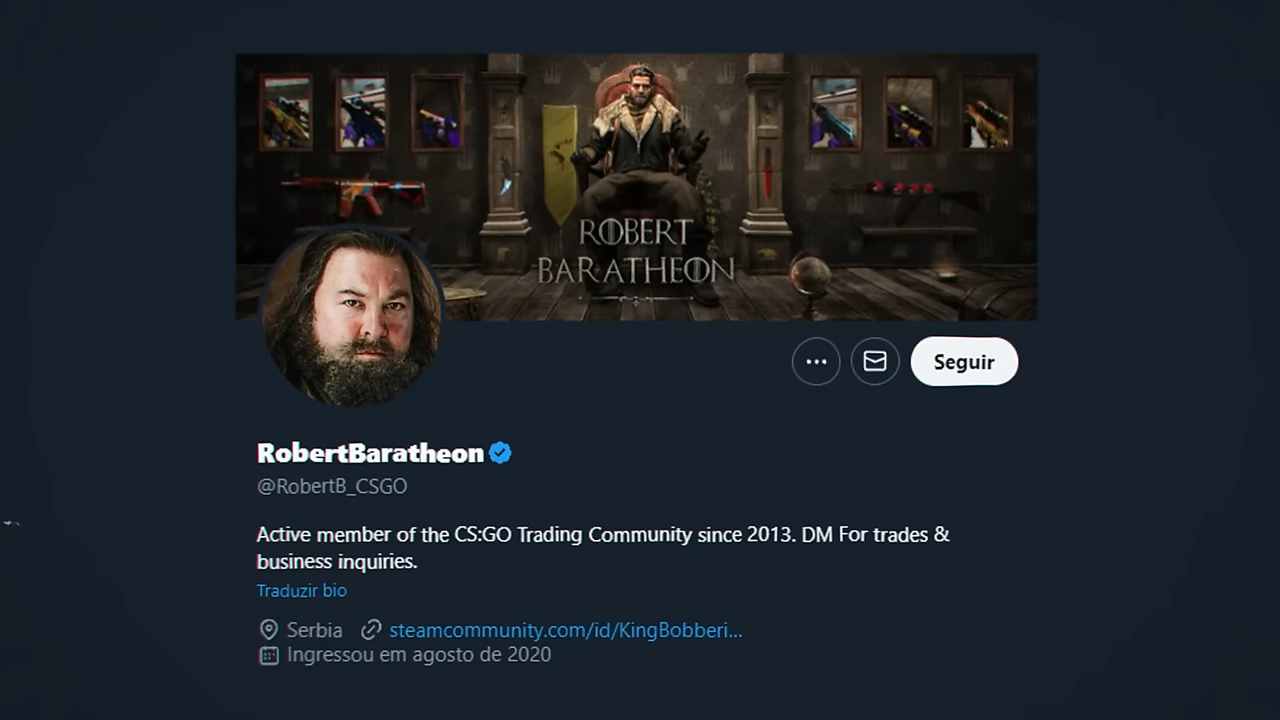 ROBERT
BARATHEON
Seguir
RobertBaratheon
@RobertB_CSGO
Active member of the CS:GO Trading Community since 2013. DM For trades &
business inquiries.
Traduzir bio
Serbia steamcommunity.com/id/KingBobberi...
Ingressou em agosto de 2020